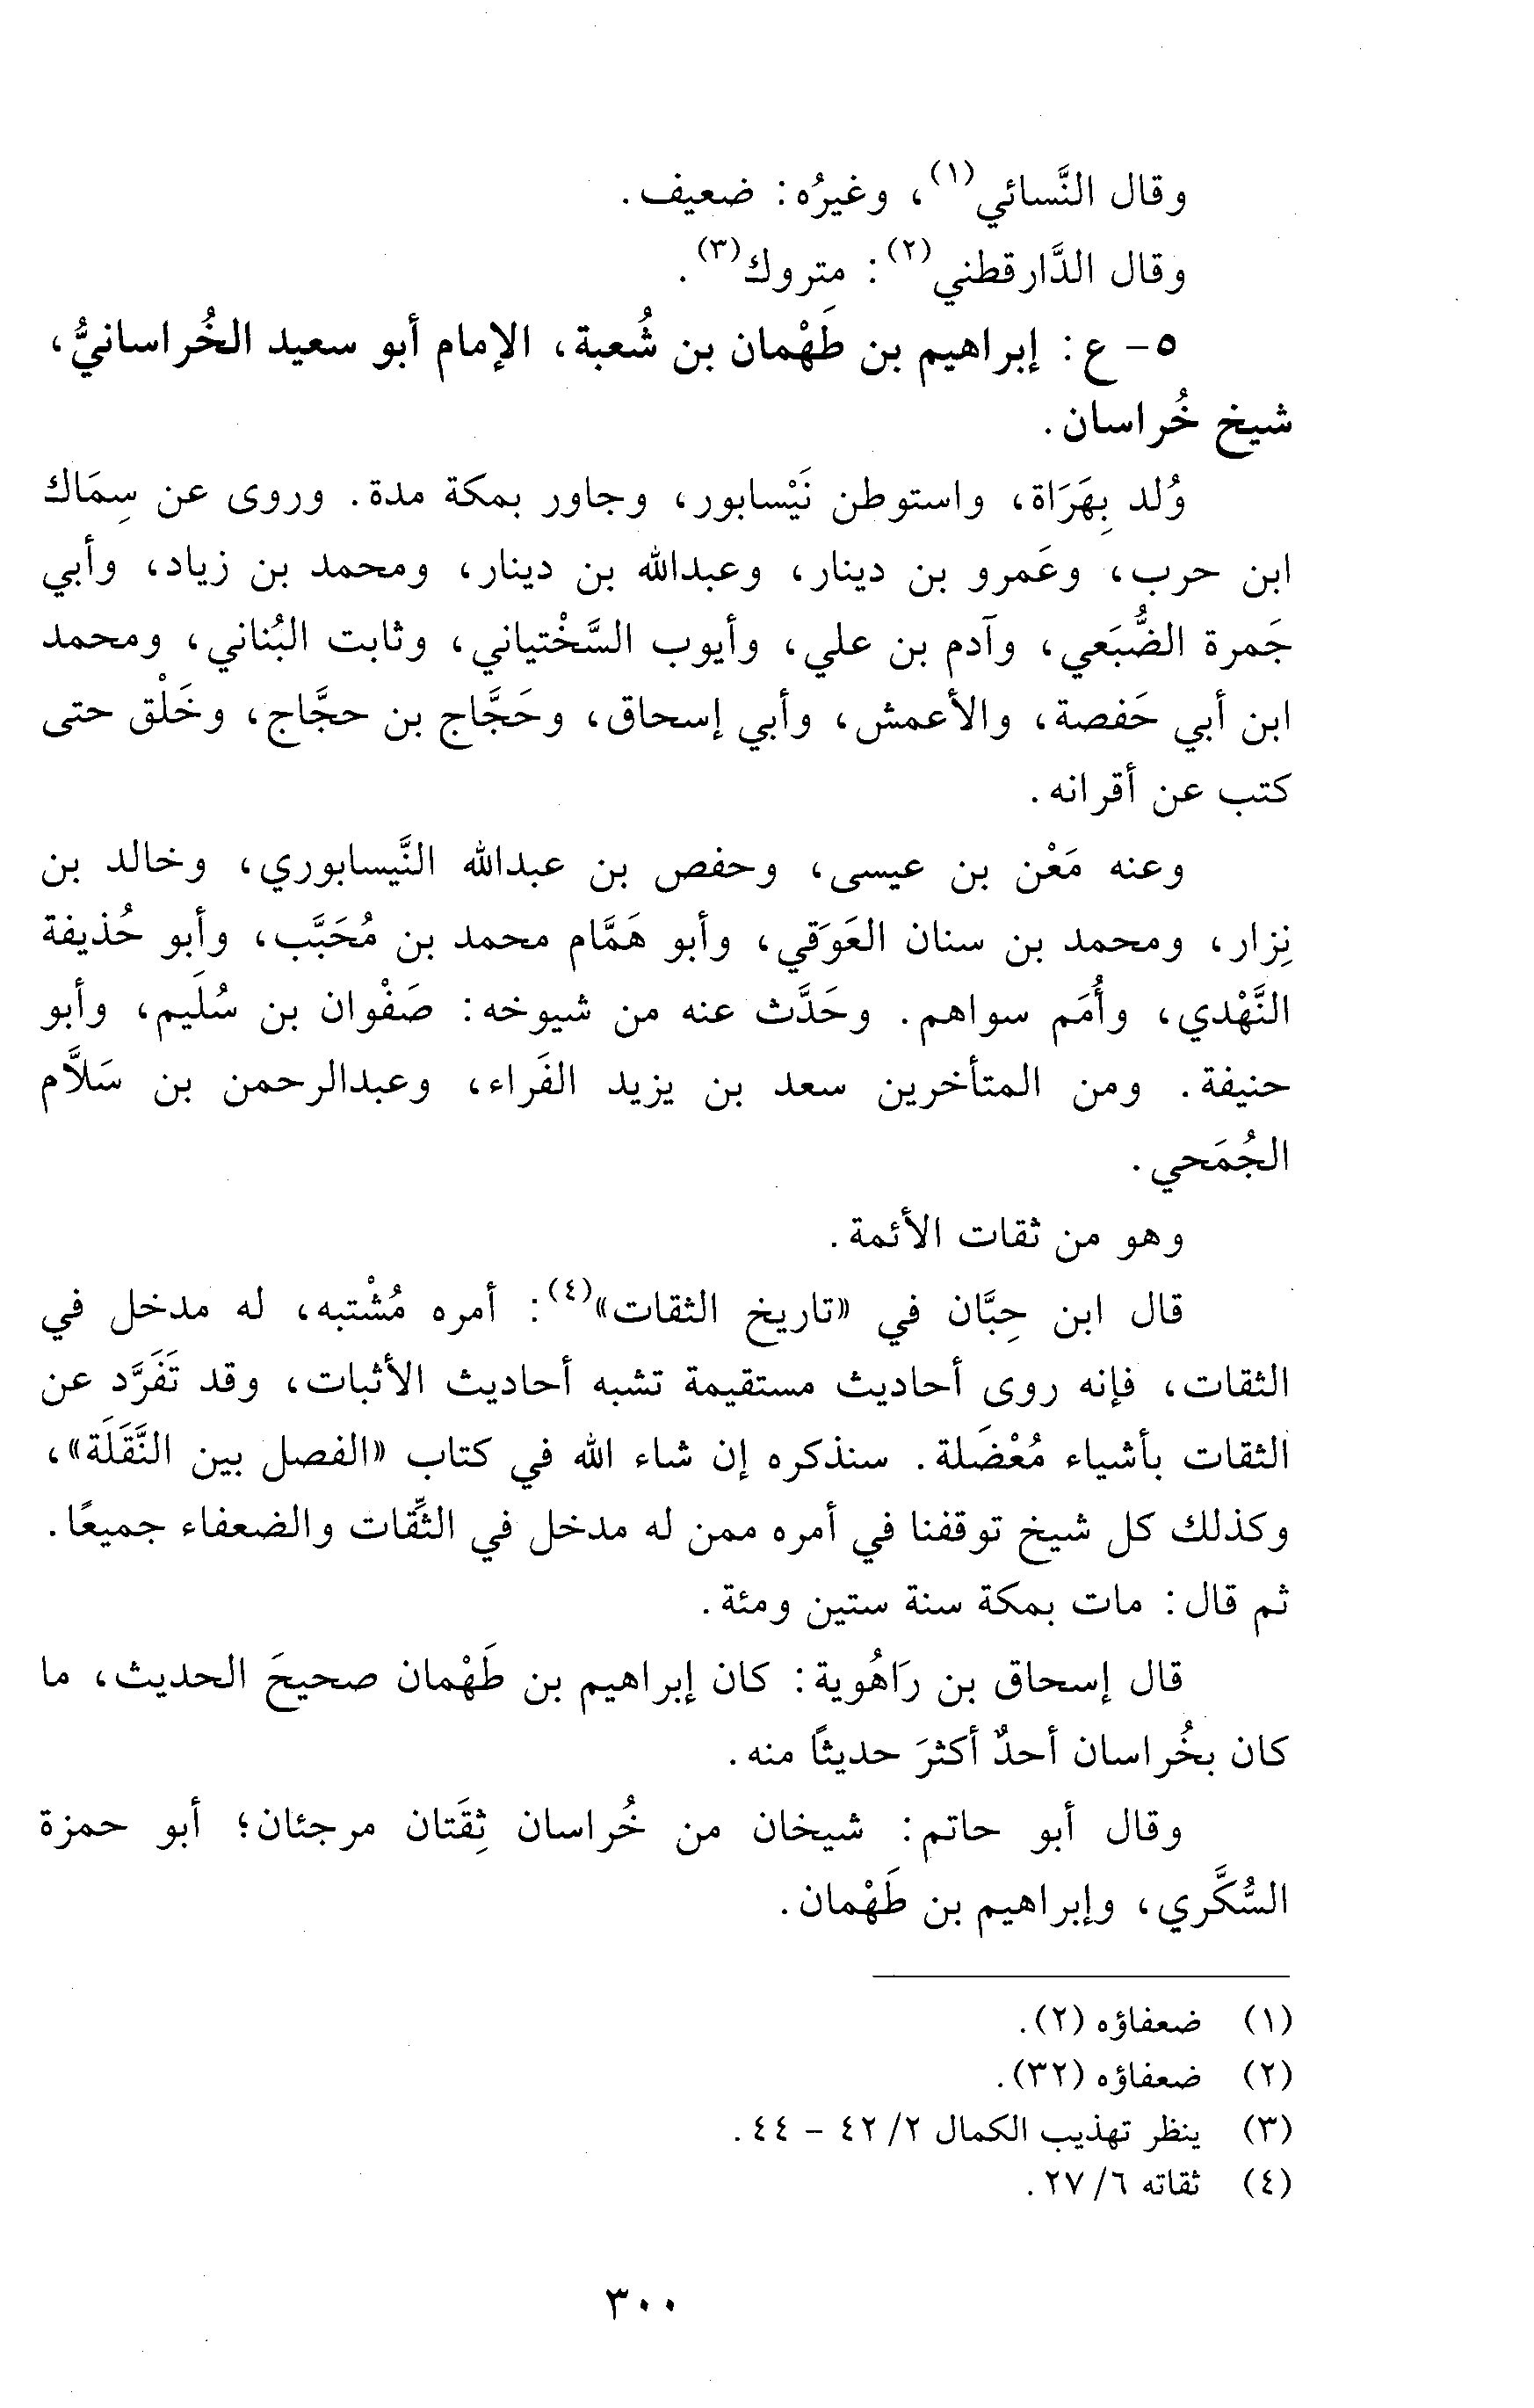 وقال النَّسائي(١)، وغيرُه: ضعيف.
وقال الدَّارقطني(٢): متروك(٣).
٥- ع: إبراهيم بن طَهْمان بن شُعبة، الإمام أبو سعيد الخُراسانيُّ،
شيخ خُراسان.
وُلد بِهَرَاة، واستوطن نَيْسابور، وجاور بمكة مدة. وروى عن سِمَاك
ابن حرب، وعَمرو بن دينار، وعبدالله بن دينار، ومحمد بن زياد، وأبي
جَمرة الضُّبَعي، وآدم بن علي، وأيوب السَّخْتياني، وثابت البُناني، ومحمد
ابن أبي حَفصة، والأعمش، وأبي إسحاق، وحَجَّاج بن حجَّاج، وخَلْق حتى
كتب عن أقرانه.
وعنه مَعْن بن عيسى، وحفص بن عبدالله النَّيسابوري، وخالد بن
نِزار، ومحمد بن سنان العَوَقي، وأبو هَمَّام محمد بن مُحَبَّب، وأبو حُذيفة
النَّهْدي، وأُمَم سواهم. وحَدَّث عنه من شيوخه: صَفْوان بن سُلَيم، وأبو
حنيفة. ومن المتأخرين سعد بن يزيد الفَراء، وعبدالرحمن بن سَلاَّم
الجُمَحي.
وهو من ثقات الأئمة.
قال ابن حِبَّان في «تاريخ الثقات»(٤): أمره مُشْتبه، له مدخل في
الثقات، فإنه روى أحاديث مستقيمة تشبه أحاديث الأثبات، وقد تَفَرَّد عن
الثقات بأشياء مُعْضَلة. سنذكره إن شاء الله في كتاب «الفصل بين النَّقَلَة»،
وكذلك كل شيخ توقفنا في أمره ممن له مدخل في الثِّقات والضعفاء جميعًا.
ثم قال: مات بمكة سنة ستين ومئة.
قال إسحاق بن رَاهُوية: كان إبراهيم بن طَهْمان صحيحَ الحديث، ما
كان بخُراسان أحدٌ أكثرَ حديثًا منه.
وقال أبو حاتم: شيخان من خُراسان ثِقَتان مرجئان؛ أبو حمزة
السُّكَّري، وإبراهيم بن طَهْمان.
(١) ضعفاؤه (٢).
(٢) ضعفاؤه (٣٢).
(٣) ينظر تهذيب الكمال ٢/ ٤٢ - ٤٤.
(٤) ثقاته ٦/ ٢٧.
٣٠٠